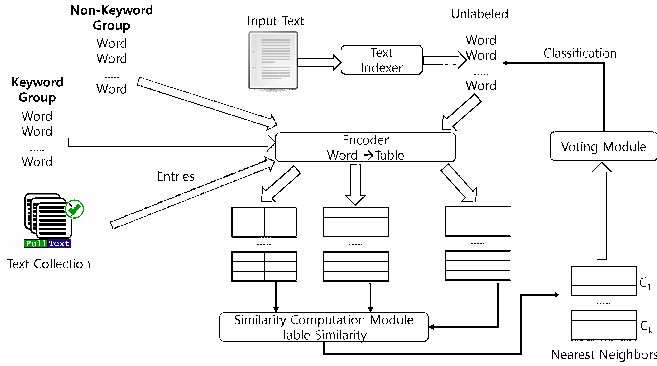 Non-Keyword
Group
Word
Word
.....
Word
Keyword
Group
Word
Word
.....
Word
Input Text
Text
Indexer
Unlabeled
Word
Word
.....
Word
Classification
Encoder
Word →Table
Voting Module
Entries
Poll Text
Text Collection
.....
.....
.....
Similarity Computation Module
Table Similarity
C1
.....
Ck
Nearest Neighbors